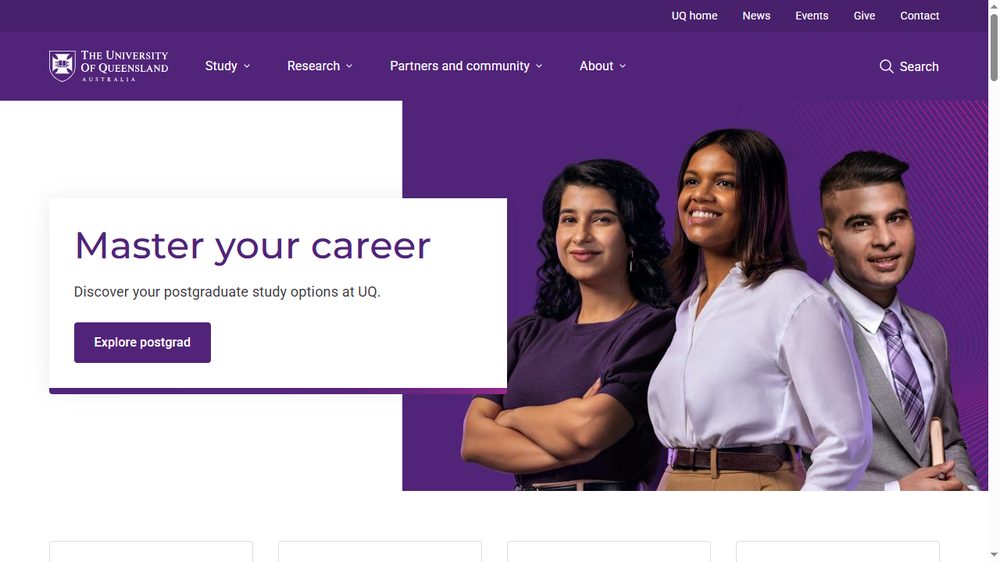 UQ home News Events Give Contact
THE UNIVERSITY
OF QUEENSLAND
AUSTRALIA
Study Research Partners and community About Search
Master your career
Discover your postgraduate study options at UQ.
Explore postgrad